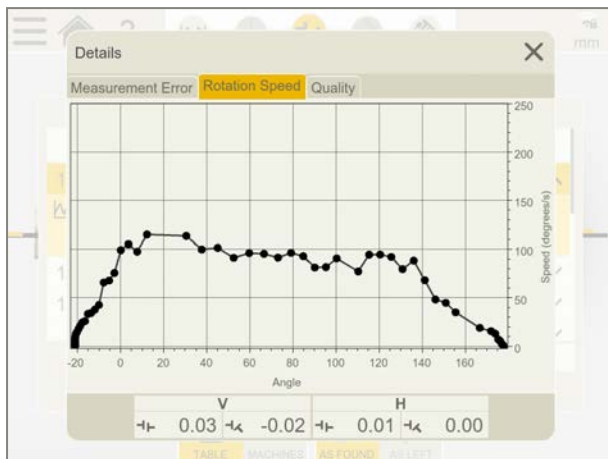 mm
Details
Measurement Error Rotation Speed Quality
250
200
150
100
50
0
Speed (degrees/s)
-20 0 20 40 60 80 100 120 140 160
Angle
V H
0.03 -0.02 0.01 0.00
TABLE MACHINES AS FOUND AS LEFT